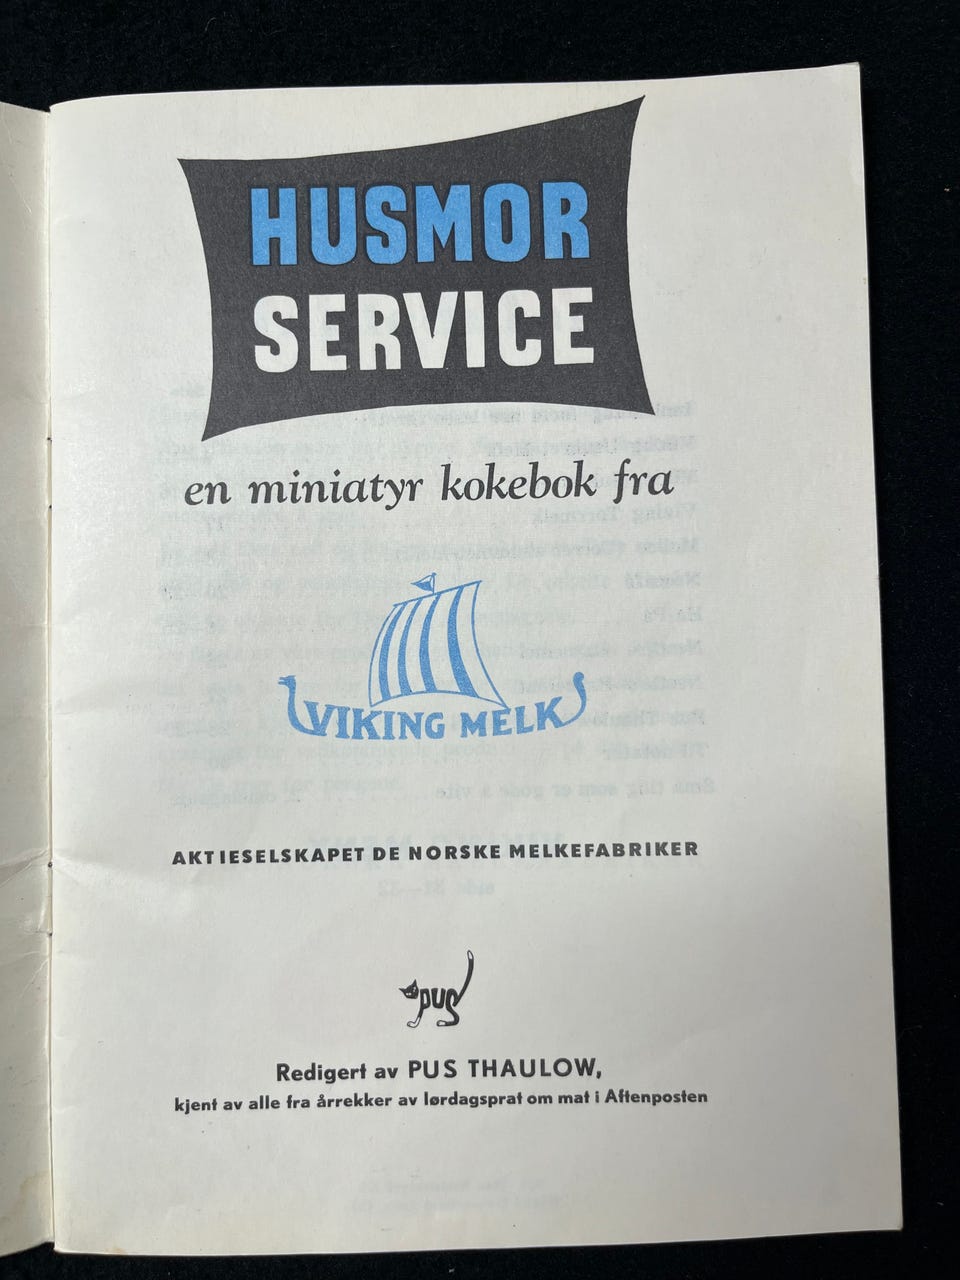 HUSMOR
SERVICE
en miniatyr kokebok fra
VIKING MELK
AKTIESELSKAPET DE NORSKE MELKEFABRIKER
PUS
Redigert av PUS THAULOW,
kjent av alle fra årrekker av lørdagsprat om mat i Aftenposten